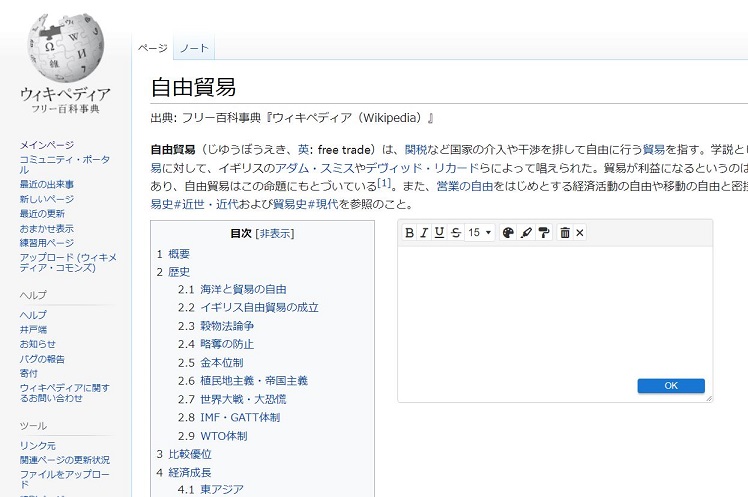 ウィキペディア
フリー百科事典
メインページ
コミュニティ・ポータ
ル
最近の出来事
新しいページ
最近の更新
おまかせ表示
練習用ページ
アップロード (ウィキメ
ディア・コモンズ)
ヘルプ
ヘルプ
井戸端
お知らせ
バグの報告
寄付
ウィキペディアに関す
るお問い合わせ
ツール
リンク元
関連ページの更新状況
ファイルをアップロー
ド
ページ ノート
自由貿易
出典: フリー百科事典『ウィキペディア（Wikipedia）』
自由貿易（じゆうぼうえき、英: free trade）は、関税など国家の介入や干渉を排して自由に行う貿易を指す。学説とし
易に対して、イギリスのアダム・スミスやデヴィッド・リカードらによって唱えられた。貿易が利益になるというのは
あり、自由貿易はこの命題にもとづいている[1]。また、営業の自由をはじめとする経済活動の自由や移動の自由と密接
易史#近世・近代および貿易史#現代を参照のこと。
目次 [非表示]
1 概要
2 歴史
2.1 海洋と貿易の自由
2.2 イギリス自由貿易の成立
2.3 穀物法論争
2.4 略奪の防止
2.5 金本位制
2.6 植民地主義・帝国主義
2.7 世界大戦・大恐慌
2.8 IMF・GATT体制
2.9 WTO体制
3 比較優位
4 経済成長
4.1 東アジア
B I U S 15
OK